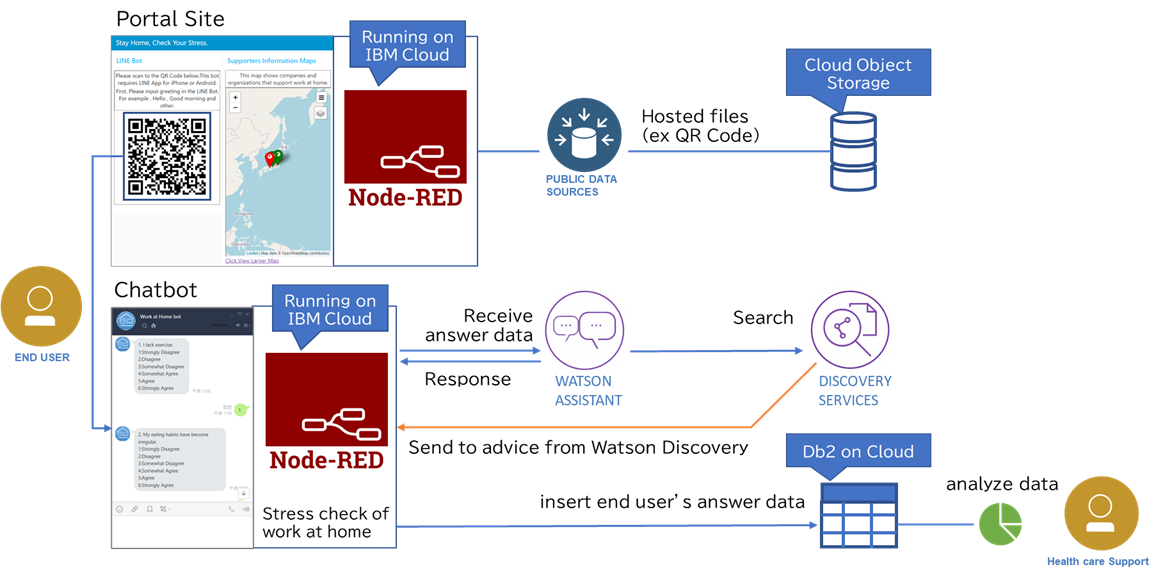 Portal Site
Stay Home, Check Your Stress.
LINE Bot
Please scan to the QR Code below.This bot
requires LINE App for iPhone or Android.
First, Please input greeting in the LINE Bot.
For example , Hello , Good morning and
other.
Supporters Information Maps
This map shows companies and
organizations that support work at home.
+
−
Leaflet | Map data © OpenStreetMap contributors
Click View Larger Map
Running on
IBM Cloud
Node-RED
PUBLIC DATA
SOURCES
Hosted files
(ex QR Code)
Cloud Object
Storage
END USER
Chatbot
Work at Home bot
1. I lack exercise.
1:Strongly Disagree
2:Disagree
3:Somewhat Disagree
4:Somewhat Agree
5:Agree
6:Strongly Agree
2. My eating habits have become
irregular.
1:Strongly Disagree
2:Disagree
3:Somewhat Disagree
4:Somewhat Agree
5:Agree
6:Strongly Agree
Running on
IBM Cloud
Node-RED
Stress check of
work at home
Receive
answer data
Response
WATSON
ASSISTANT
Search
DISCOVERY
SERVICES
Send to advice from Watson Discovery
Db2 on Cloud
insert end user’s answer data
analyze data
Health care Support